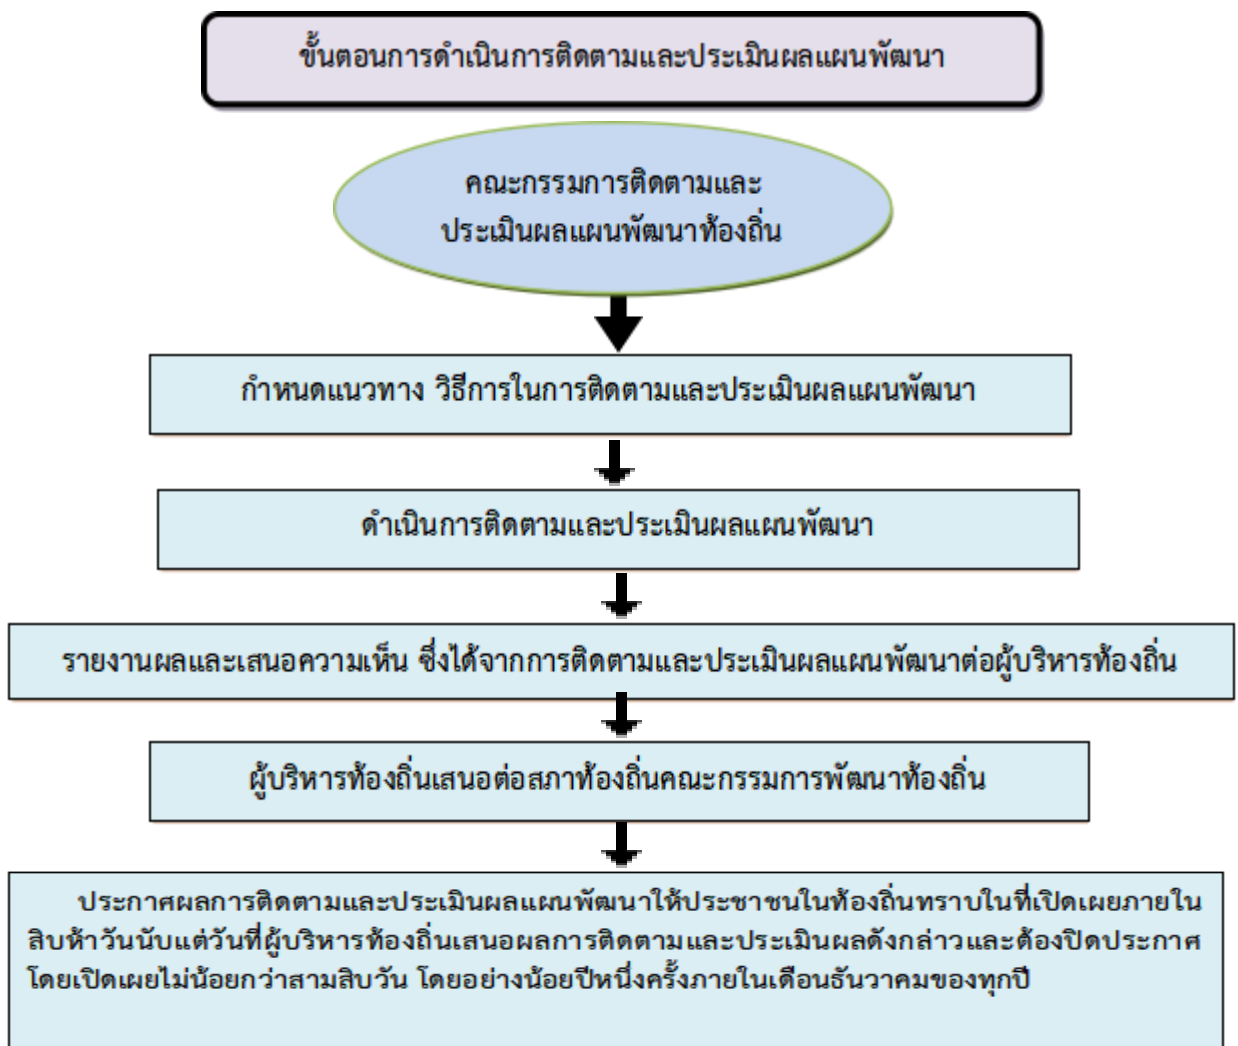 ขั้นตอนการดำเนินการติดตามและประเมินผลแผนพัฒนา
คณะกรรมการติดตามและ
ประเมินผลแผนพัฒนาท้องถิ่น
กำหนดแนวทาง วิธีการในการติดตามและประเมินผลแผนพัฒนา
ดำเนินการติดตามและประเมินผลแผนพัฒนา
รายงานผลและเสนอความเห็น ซึ่งได้จากการติดตามและประเมินผลแผนพัฒนาต่อผู้บริหารท้องถิ่น
ผู้บริหารท้องถิ่นเสนอต่อสภาท้องถิ่นคณะกรรมการพัฒนาท้องถิ่น
ประกาศผลการติดตามและประเมินผลแผนพัฒนาให้ประชาชนในท้องถิ่นทราบในที่เปิดเผยภายใน
สิบห้าวันนับแต่วันที่ผู้บริหารท้องถิ่นเสนอผลการติดตามและประเมินผลดังกล่าวและต้องปิดประกาศ
โดยเปิดเผยไม่น้อยกว่าสามสิบวัน โดยอย่างน้อยปีหนึ่งครั้งภายในเดือนธันวาคมของทุกปี